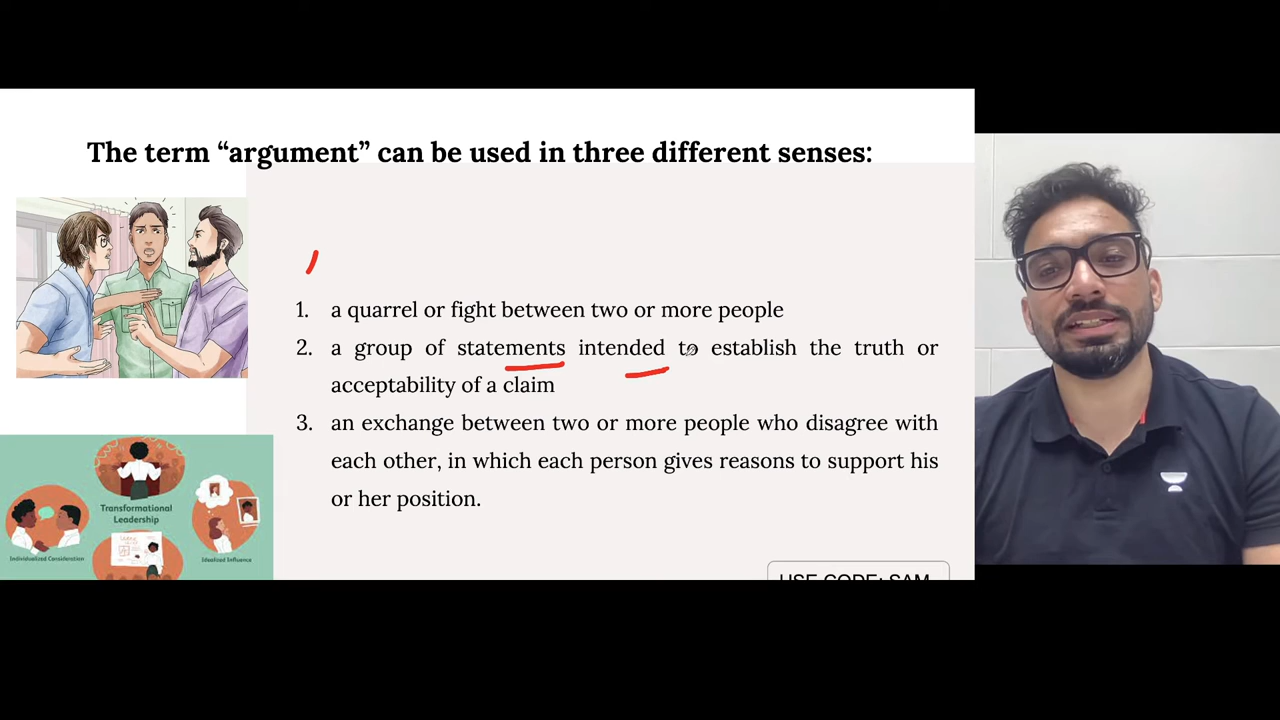 The term “argument” can be used in three different senses:
1. a quarrel or fight between two or more people
2. a group of statements intended to establish the truth or
acceptability of a claim
3. an exchange between two or more people who disagree with
each other, in which each person gives reasons to support his
or her position.
Transformational
Leadership
Individualized Consideration
Idealized Influence
USE CODE: SAM